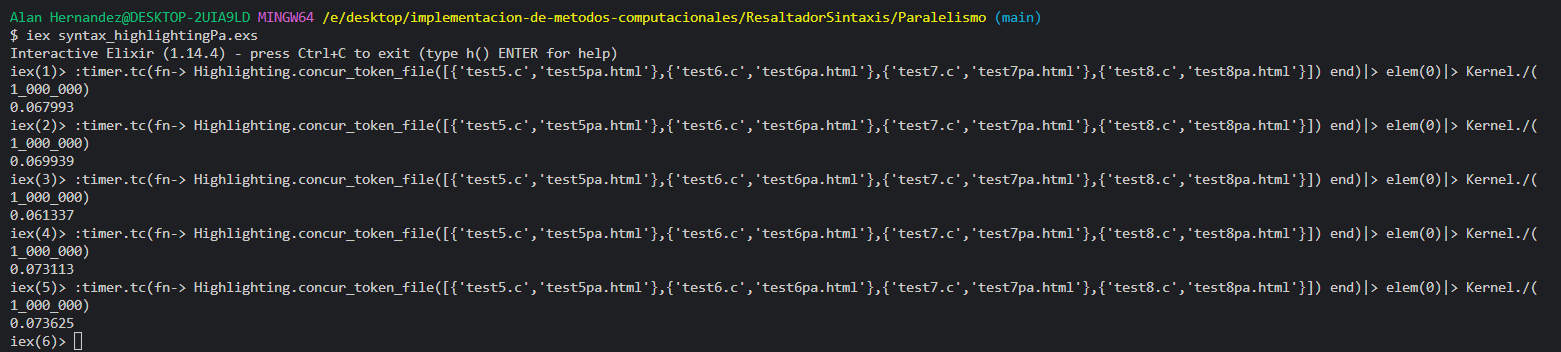 Alan Hernandez@DESKTOP-2UIA9LD MINGW64 /e/desktop/implementacion-de-metodos-computacionales/ResaltadorSintaxis/Paralelismo (main)
$ iex syntax_highlightingPa.exs
Interactive Elixir (1.14.4) - press Ctrl+C to exit (type h() ENTER for help)
iex(1)> :timer.tc(fn-> Highlighting.concur_token_file([{'test5.c','test5pa.html'},{'test6.c','test6pa.html'},{'test7.c','test7pa.html'},{'test8.c','test8pa.html'}]) end)|> elem(0)|> Kernel./(
1_000_000)
0.067993
iex(2)> :timer.tc(fn-> Highlighting.concur_token_file([{'test5.c','test5pa.html'},{'test6.c','test6pa.html'},{'test7.c','test7pa.html'},{'test8.c','test8pa.html'}]) end)|> elem(0)|> Kernel./(
1_000_000)
0.069939
iex(3)> :timer.tc(fn-> Highlighting.concur_token_file([{'test5.c','test5pa.html'},{'test6.c','test6pa.html'},{'test7.c','test7pa.html'},{'test8.c','test8pa.html'}]) end)|> elem(0)|> Kernel./(
1_000_000)
0.061337
iex(4)> :timer.tc(fn-> Highlighting.concur_token_file([{'test5.c','test5pa.html'},{'test6.c','test6pa.html'},{'test7.c','test7pa.html'},{'test8.c','test8pa.html'}]) end)|> elem(0)|> Kernel./(
1_000_000)
0.073113
iex(5)> :timer.tc(fn-> Highlighting.concur_token_file([{'test5.c','test5pa.html'},{'test6.c','test6pa.html'},{'test7.c','test7pa.html'},{'test8.c','test8pa.html'}]) end)|> elem(0)|> Kernel./(
1_000_000)
0.073625
iex(6)>